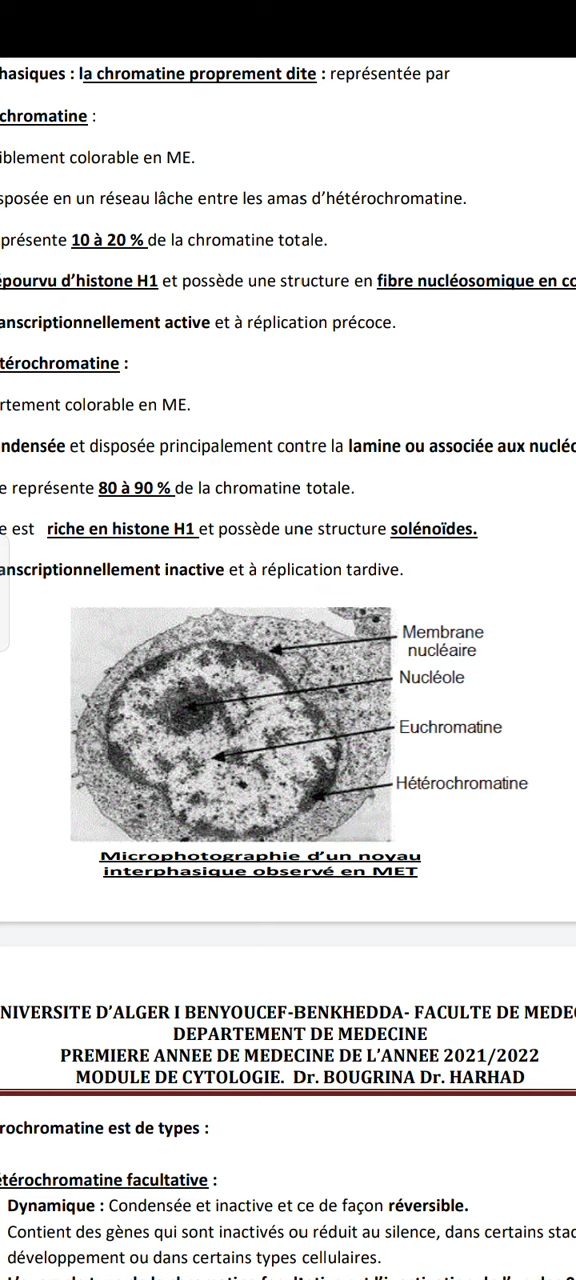 hasiques : la chromatine proprement dite : représentée par
chromatine :
iblement colorable en ME.
sposée en un réseau lâche entre les amas d'hétérochromatine.
présente 10 à 20 % de la chromatine totale.
épourvu d'histone H1 et possède une structure en fibre nucléosomique en co
anscriptionnellement active et à réplication précoce.
térochromatine :
rtement colorable en ME.
ndensée et disposée principalement contre la lamine ou associée aux nucléo
e représente 80 à 90 % de la chromatine totale.
e est riche en histone H1 et possède une structure solénoïdes.
anscriptionnellement inactive et à réplication tardive.
Membrane
nucléaire
Nucléole
Euchromatine
Hétérochromatine
Microphotographie d'un noyau
interphasique observé en MET
NIVERSITE D'ALGER I BENYOUCEF-BENKHEDDA- FACULTE DE MEDEC
DEPARTEMENT DE MEDECINE
PREMIERE ANNEE DE MEDECINE DE L'ANNEE 2021/2022
MODULE DE CYTOLOGIE. Dr. BOUGRINA Dr. HARHAD
rochromatine est de types :
étérochromatine facultative :
Dynamique : Condensée et inactive et ce de façon réversible.
Contient des gènes qui sont inactivés ou réduit au silence, dans certains stad
développement ou dans certains types cellulaires.